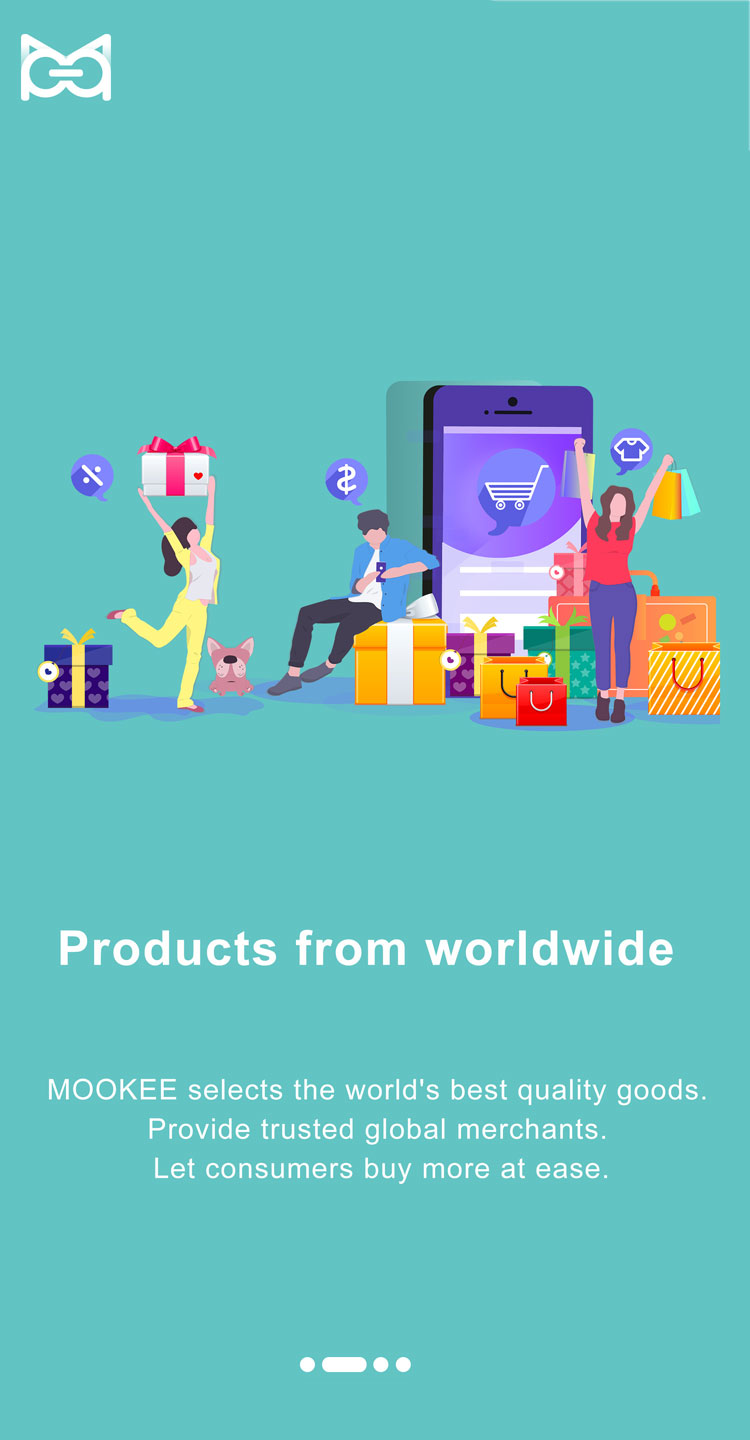 Products from worldwide
MOOKEE selects the world's best quality goods.
Provide trusted global merchants.
Let consumers buy more at ease.